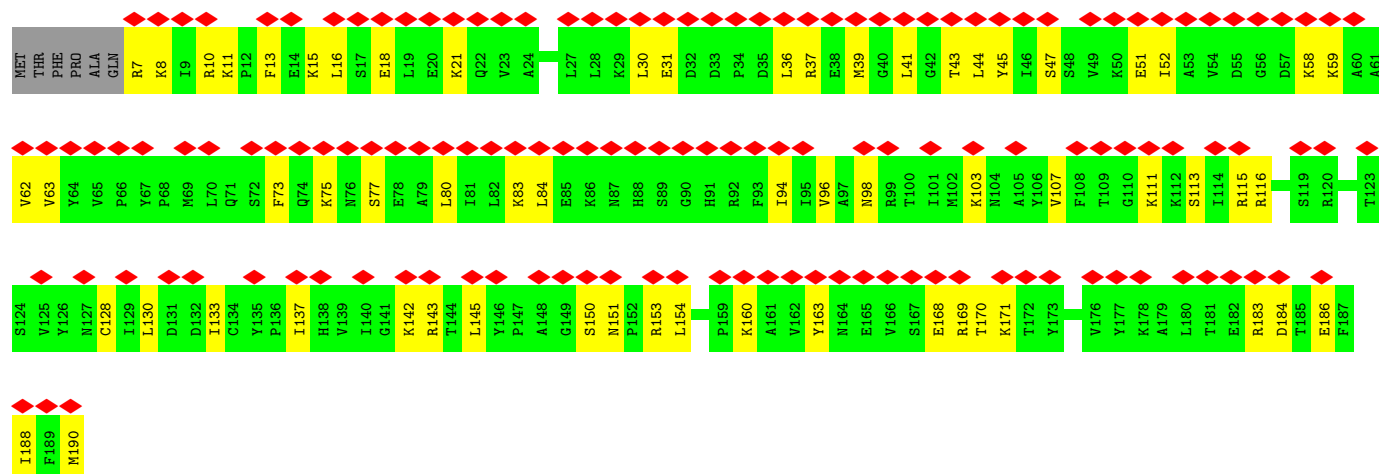 MET THR PHE PRO ALA GLN R7 K8 I9 R10 K11 P12 F13 E14 K15 L16 S17 E18 L19 E20 K21 Q22 V23 A24 L27 L28 K29 L30 E31 D32 D33 P34 D35 L36 R37 E38 M39 G40 L41 G42 T43 L44 Y45 I46 S47 S48 V49 K50 E51 I52 A53 V54 D55 G56 D57 K58 K59 A60 A61
V62 V63 Y64 V65 P66 Y67 P68 M69 L70 Q71 S72 F73 Q74 K75 N76 S77 E78 A79 L80 I81 L82 K83 L84 E85 K86 N87 H88 S89 G90 H91 R92 F93 I94 I95 V96 A97 N98 R99 T100 I101 M102 K103 N104 A105 Y106 V107 F108 T109 G110 K111 K112 S113 I114 R115 R116 S119 R120 T123
S124 V125 Y126 N127 C128 I129 L130 D131 D132 I133 C134 Y135 P136 I137 H138 V139 I140 G141 K142 R143 T144 L145 Y146 P147 A148 G149 S150 N151 P152 R153 L154 P159 K160 A161 V162 Y163 N164 E165 V166 S167 E168 R169 T170 K171 T172 Y173 V176 Y177 K178 A179 L180 T181 E182 R183 D184 T185 E186 F187
I188 F189 M190